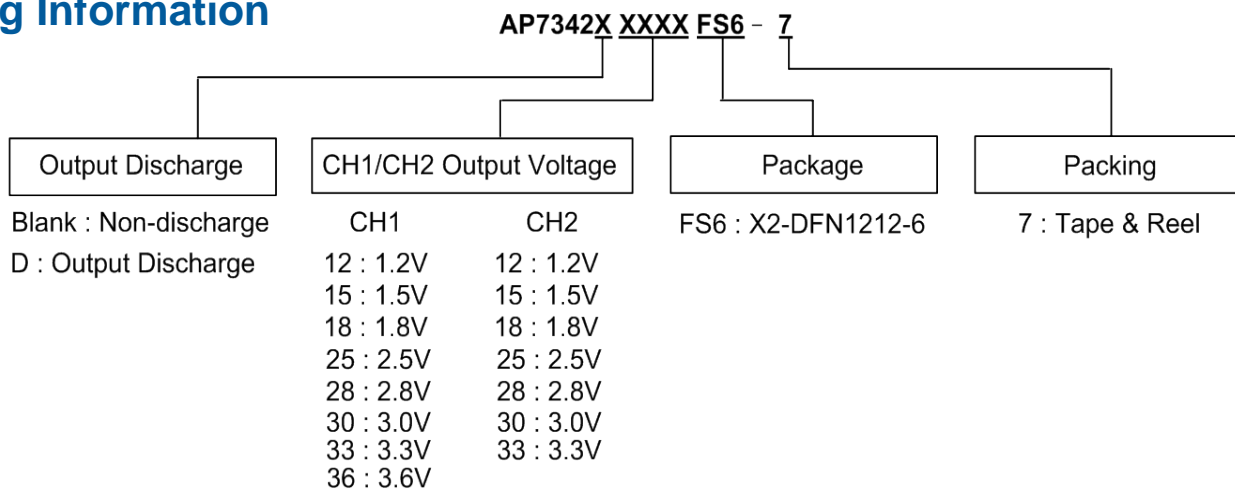 g Information
AP7342X XXXX FS6 - 7
Output Discharge
Blank : Non-discharge
D : Output Discharge
CH1/CH2 Output Voltage
CH1 CH2
12 : 1.2V 12 : 1.2V
15 : 1.5V 15 : 1.5V
18 : 1.8V 18 : 1.8V
25 : 2.5V 25 : 2.5V
28 : 2.8V 28 : 2.8V
30 : 3.0V 30 : 3.0V
33 : 3.3V 33 : 3.3V
36 : 3.6V
Package
FS6 : X2-DFN1212-6
Packing
7 : Tape & Reel